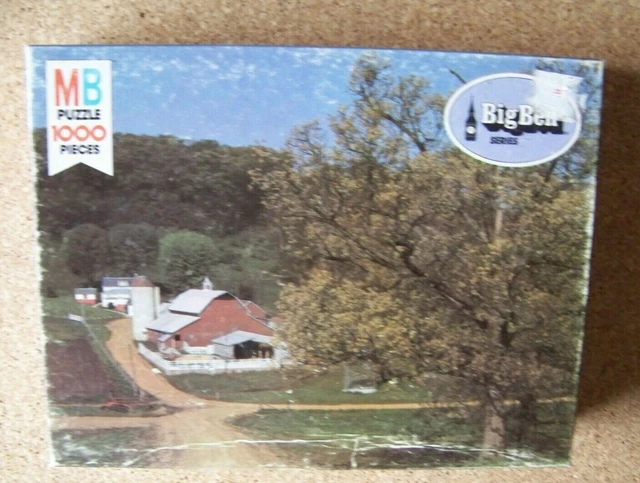 MB
PUZZLE
1000
PIECES
BigBen
SERIES